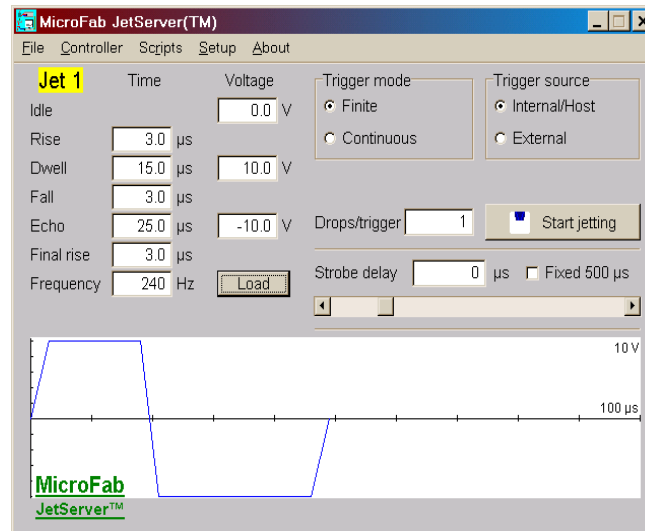 MicroFab JetServer(TM)
File Controller Scripts Setup About
Jet 1 Time Voltage Trigger mode Trigger source
Idle 0.0 V Finite Internal/Host
Rise 3.0 µs Continuous External
Dwell 15.0 µs 10.0 V
Fall 3.0 µs
Echo 25.0 µs -10.0 V Drops/trigger 1 Start jetting
Final rise 3.0 µs
Frequency 240 Hz Load Strobe delay 0 µs Fixed 500 µs
10 V
100 µs
MicroFab
JetServer™